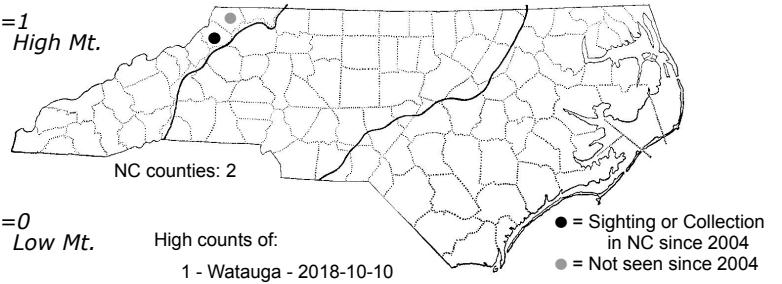 =1
High Mt.
NC counties: 2
=0
Low Mt.
High counts of:
1 - Watauga - 2018-10-10
● = Sighting or Collection
in NC since 2004
● = Not seen since 2004